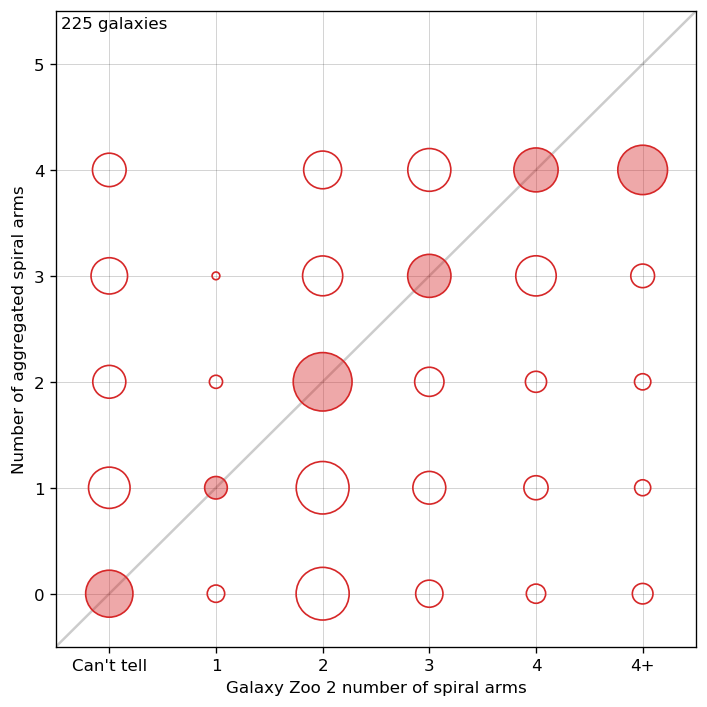 225 galaxies
5
4
3
2
1
0
Number of aggregated spiral arms
Can't tell 1 2 3 4 4+
Galaxy Zoo 2 number of spiral arms